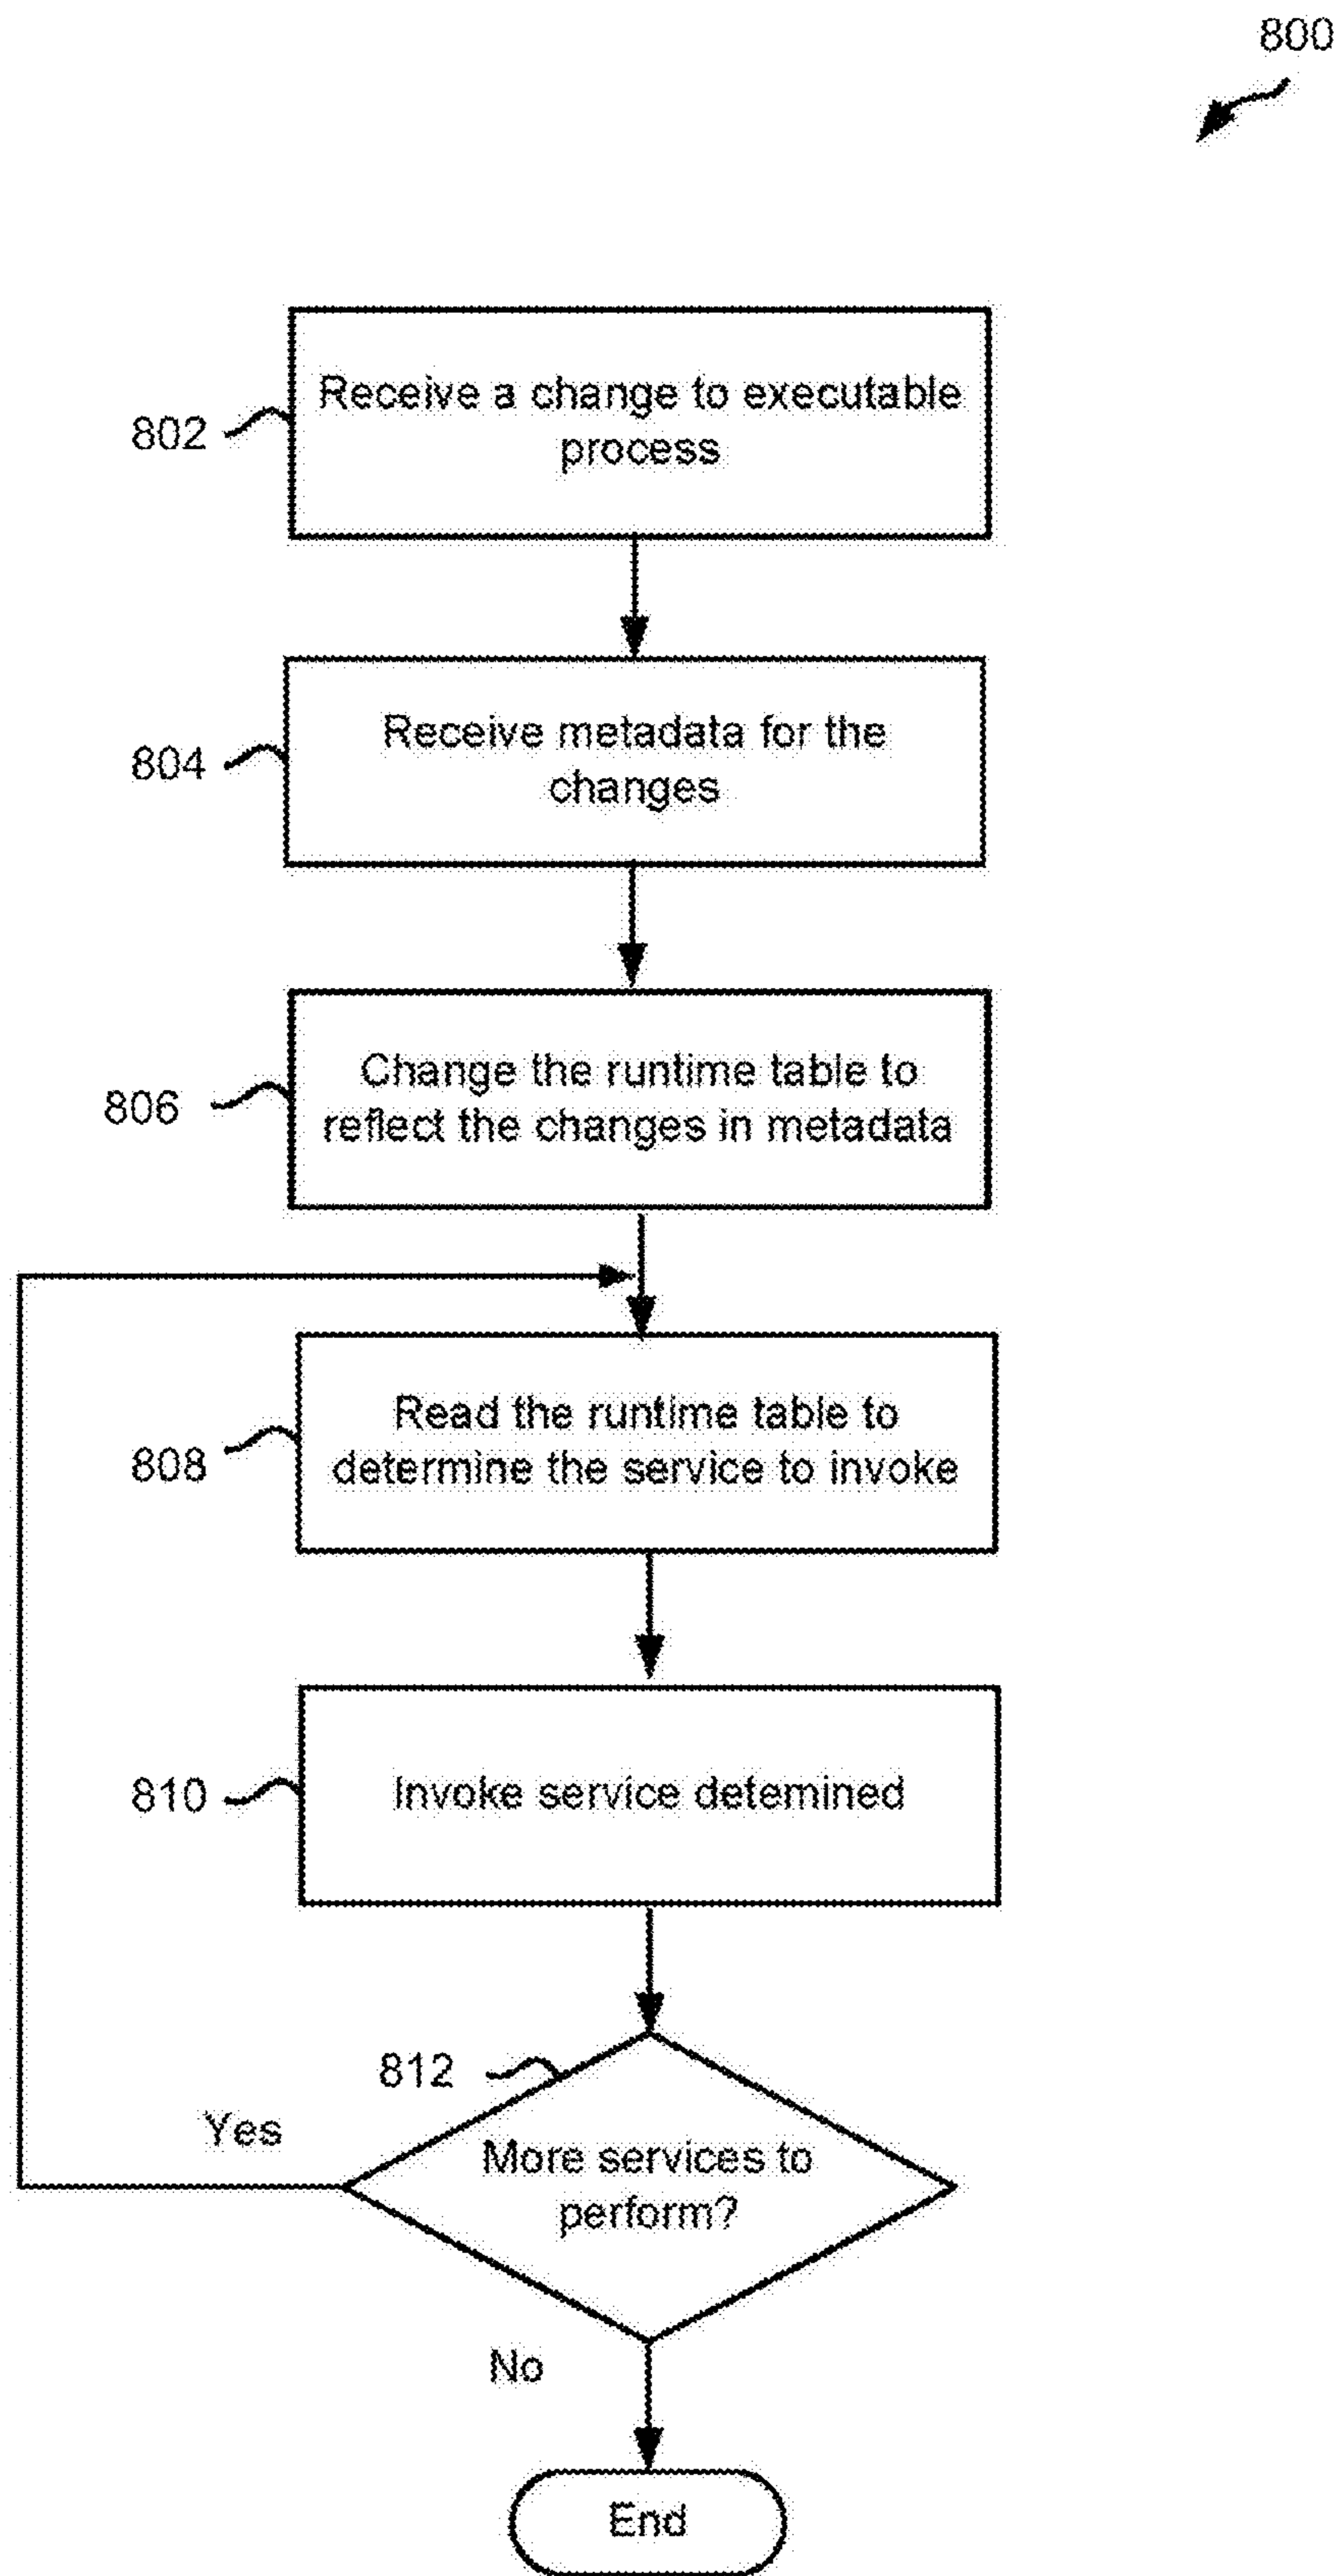 800
Receive a change to executable
process
802
Receive metadata for the
changes
804
Change the runtime table to
reflect the changes in metadata
806
Read the runtime table to
determine the service to invoke
808
Invoke service detemined
810
812
Yes
More services to
perform?
No
End